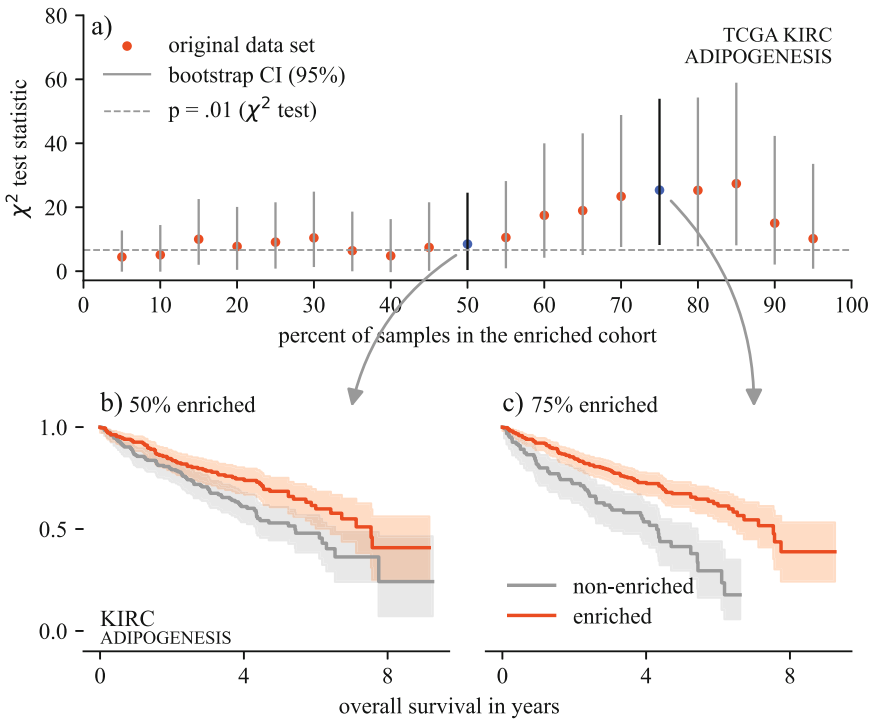 80
a)
original data set
bootstrap CI (95%)
p = .01 (χ² test)
TCGA KIRC
ADIPOGENESIS
60
40
20
0
χ² test statistic
0 10 20 30 40 50 60 70 80 90 100
percent of samples in the enriched cohort
b) 50% enriched
c) 75% enriched
1.0
0.5
0.0
KIRC
ADIPOGENESIS
non-enriched
enriched
0 4 8
0 4 8
overall survival in years